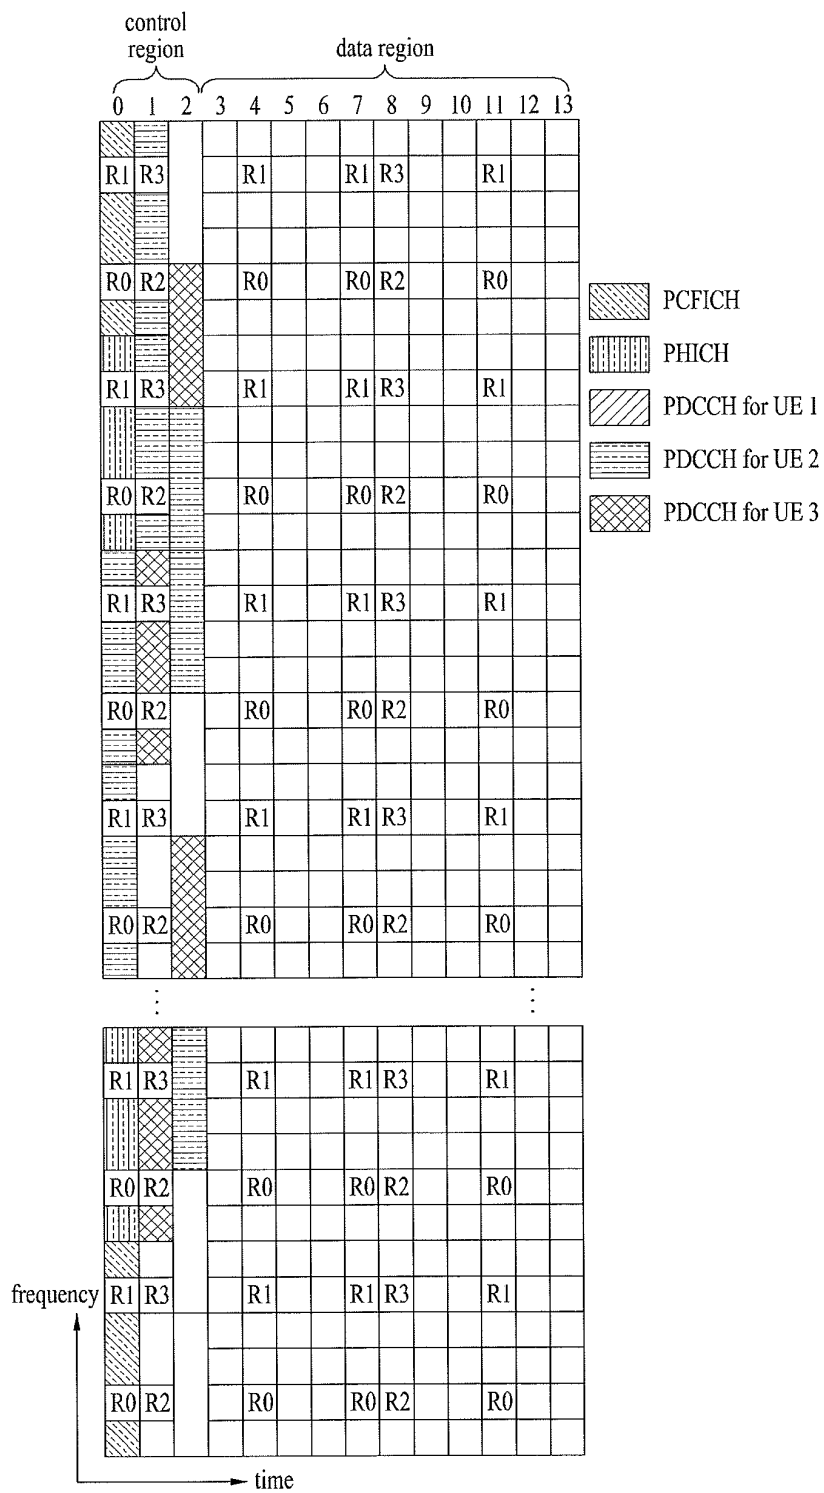 control
region
data region
0 1 2 3 4 5 6 7 8 9 10 11 12 13
R1 R3 R1 R1 R3 R1
R0 R2 R0 R0 R2 R0
PCFICH
PHICH
R1 R3 R1 R1 R3 R1
PDCCH for UE 1
PDCCH for UE 2
R0 R2 R0 R0 R2 R0
PDCCH for UE 3
R1 R3 R1 R1 R3 R1
R0 R2 R0 R0 R2 R0
R1 R3 R1 R1 R3 R1
R0 R2 R0 R0 R2 R0
R1 R3 R1 R1 R3 R1
R0 R2 R0 R0 R2 R0
frequency
R1 R3 R1 R1 R3 R1
R0 R2 R0 R0 R2 R0
time